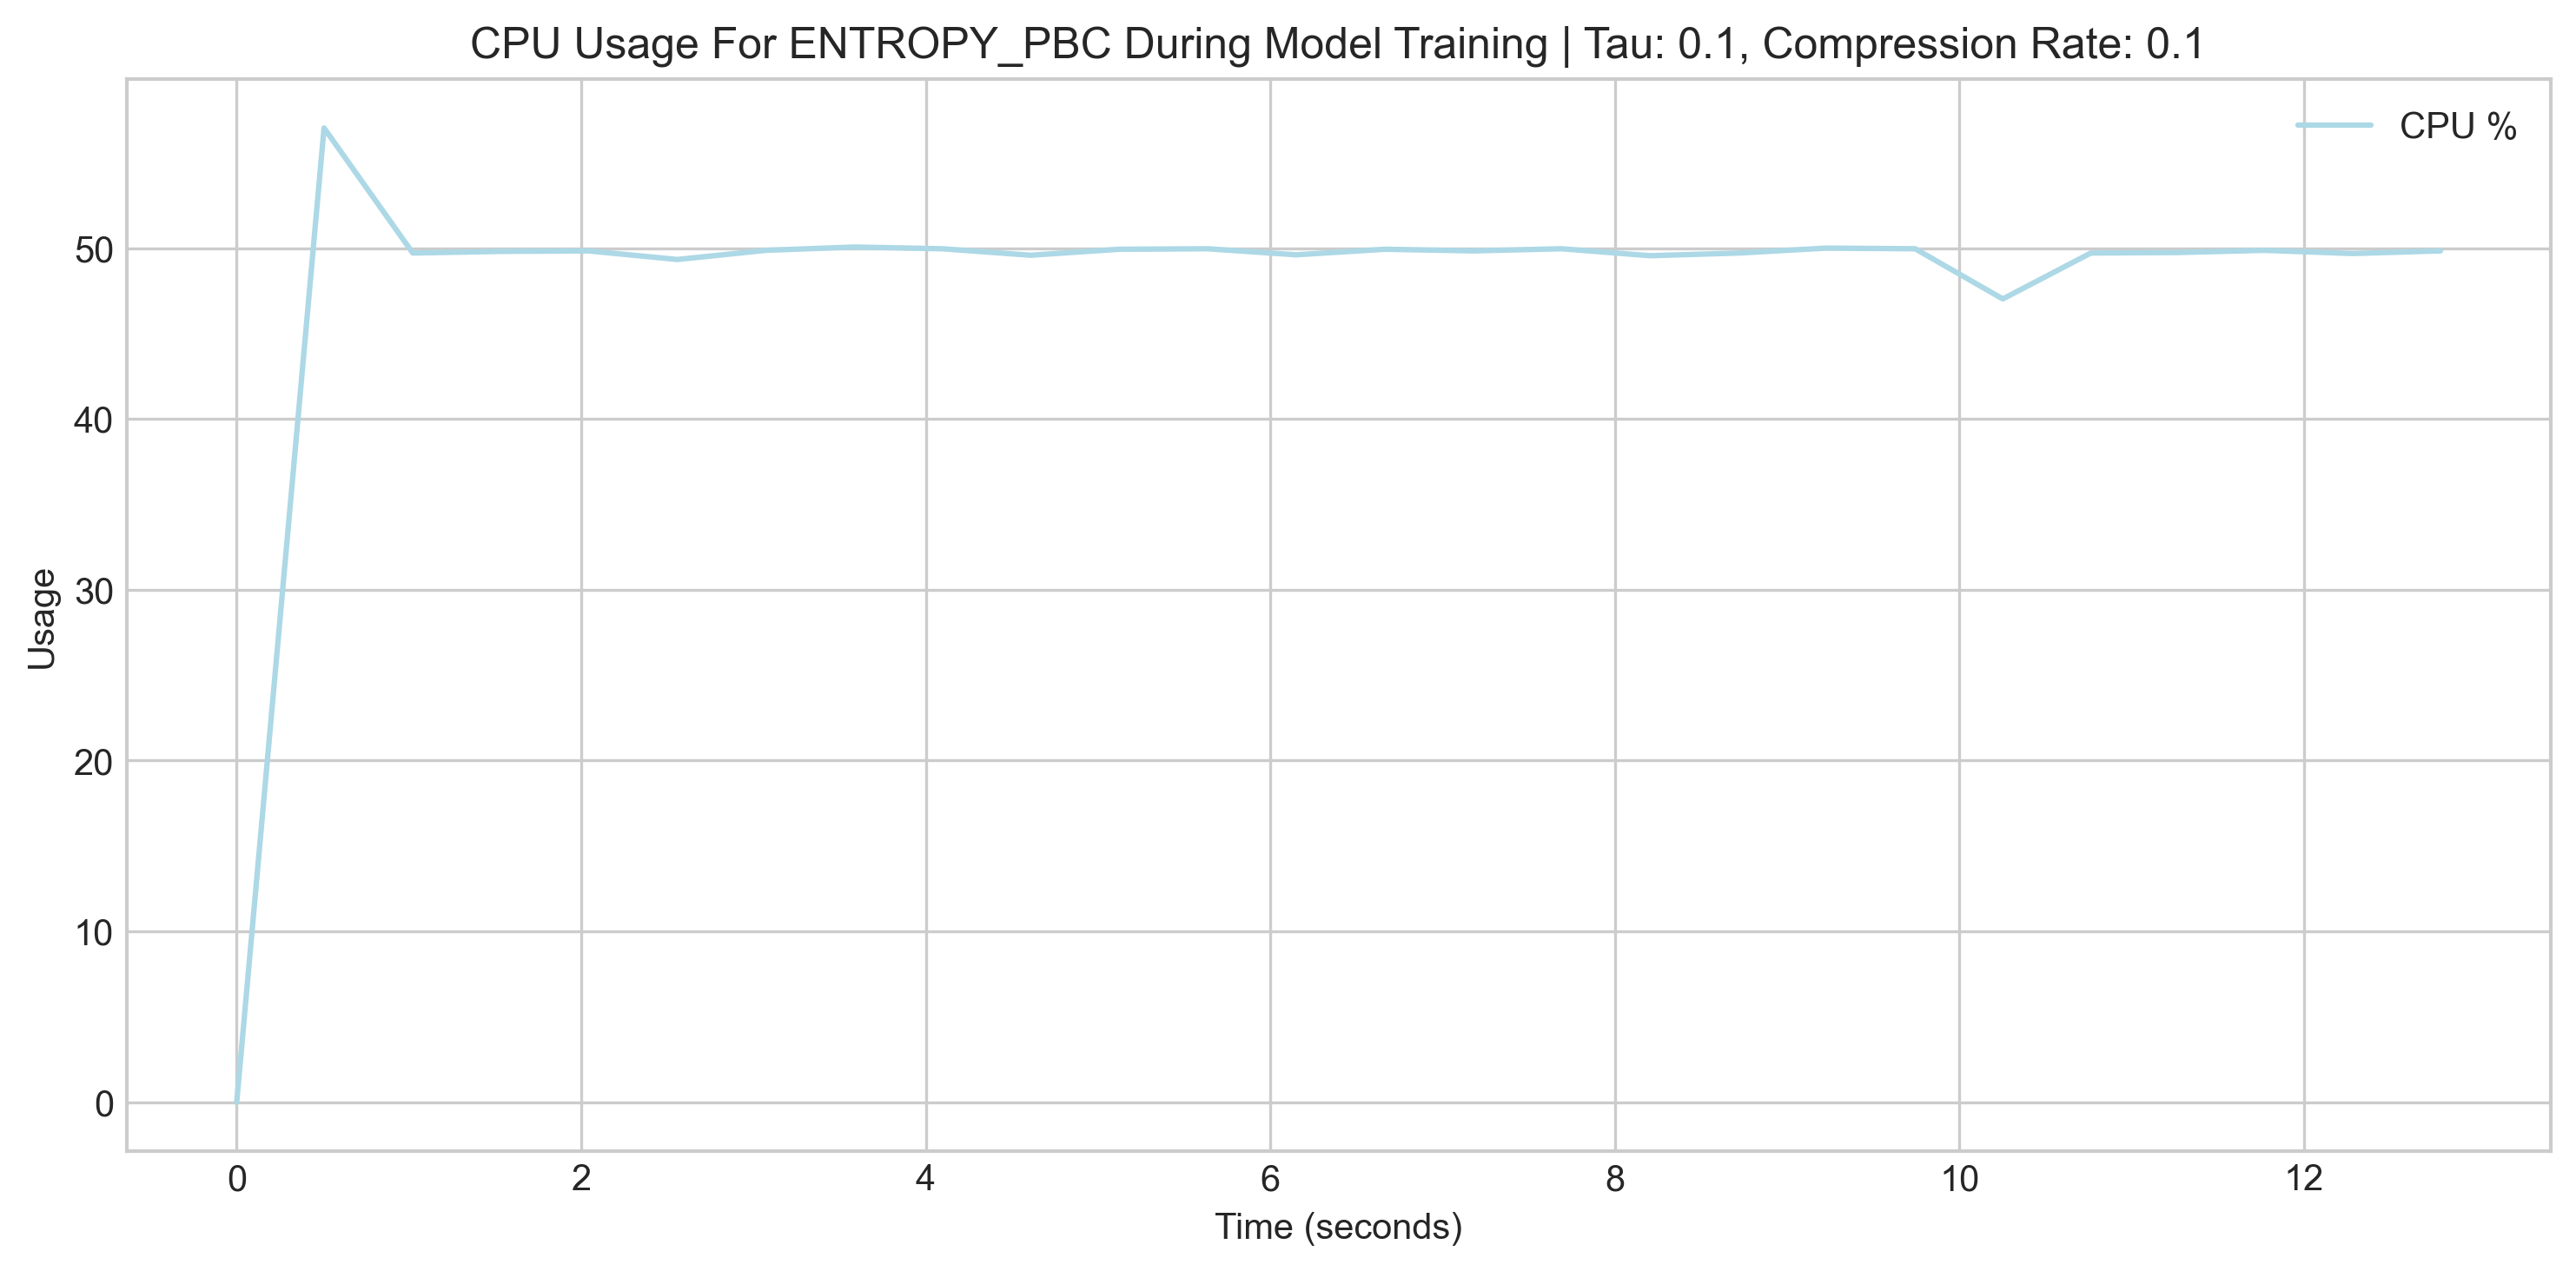 CPU Usage For ENTROPY_PBC During Model Training | Tau: 0.1, Compression Rate: 0.1
CPU %
50
40
30
20
10
0
Usage
0 2 4 6 8 10 12
Time (seconds)